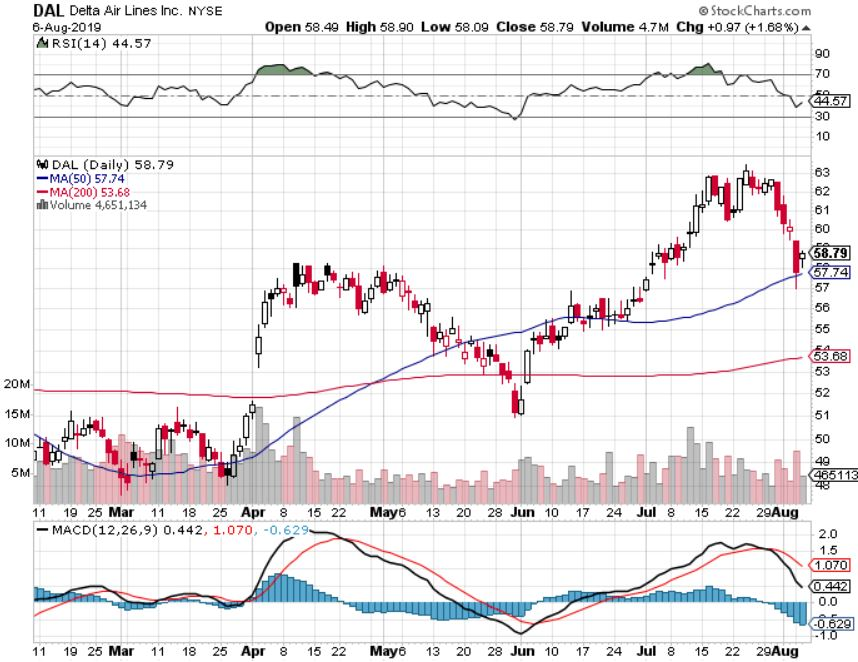 DAL Delta Air Lines Inc. NYSE © StockCharts.com
6-Aug-2019 Open 58.49 High 58.90 Low 58.09 Close 58.79 Volume 4.7M Chg +0.97 (+1.68%)
RSI(14) 44.57
90
70
50
44.57
30
10
DAL (Daily) 58.79
MA(50) 57.74
MA(200) 53.68
Volume 4,651,134
63
62
61
60
58.79
57.74
57
56
55
54
53.68
53
52
51
50
49
48
20M
15M
10M
5M
465113
11 19 25 Mar 11 18 25 Apr 8 15 22 May 6 13 20 28 Jun 10 17 24 Jul 8 15 22 29 Aug
MACD(12,26,9) 0.442, 1.070, -0.629
2.0
1.5
1.070
0.442
0.0
-0.629
-1.0
11 19 25 Mar 11 18 25 Apr 8 15 22 May 6 13 20 28 Jun 10 17 24 Jul 8 15 22 29 Aug